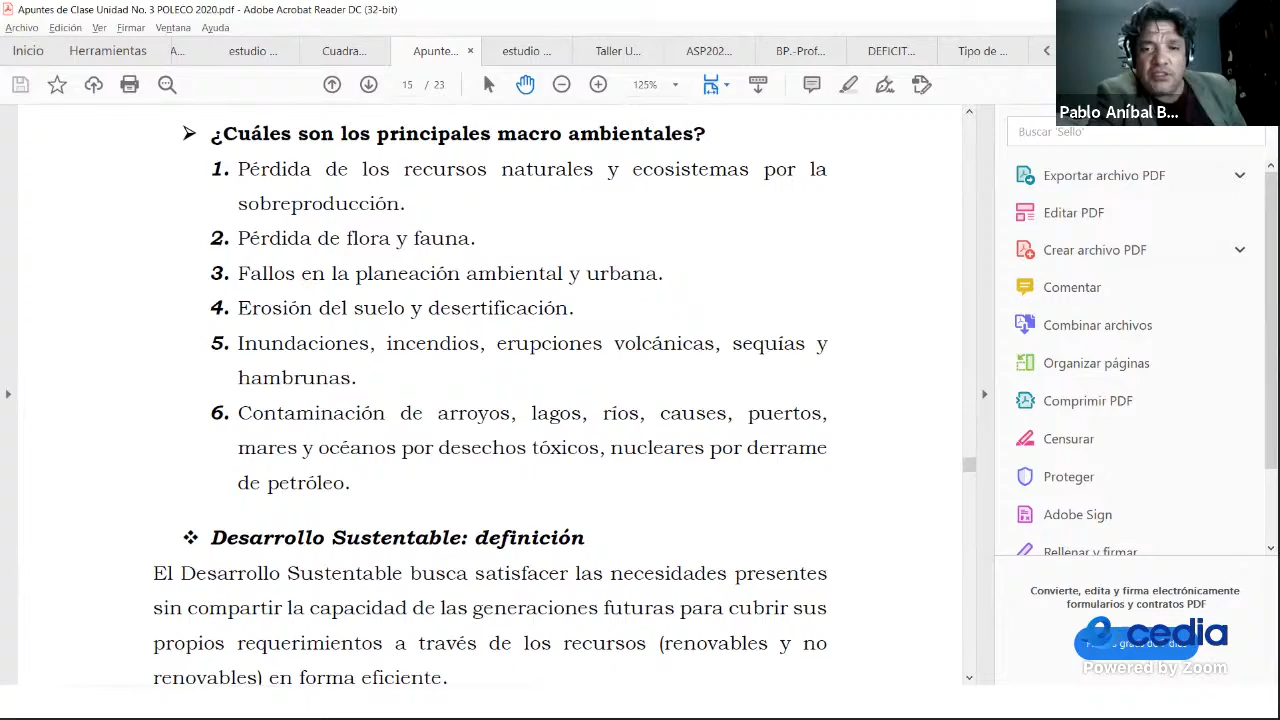 Apuntes de Clase Unidad No. 3 POLECO 2020.pdf - Adobe Acrobat Reader DC (32-bit)
Archivo Edición Ver Firmar Ventana Ayuda
Inicio Herramientas A... estudio ... Cuadra... Apunte... × estudio ... Taller U... ASP202... BP.-Prof... DEFICIT... Tipo de ...
15 / 23 125%
Pablo Aníbal B...
¿Cuáles son los principales macro ambientales?
1. Pérdida de los recursos naturales y ecosistemas por la
sobreproducción.
2. Pérdida de flora y fauna.
3. Fallos en la planeación ambiental y urbana.
4. Erosión del suelo y desertificación.
5. Inundaciones, incendios, erupciones volcánicas, sequías y
hambrunas.
6. Contaminación de arroyos, lagos, ríos, causes, puertos,
mares y océanos por desechos tóxicos, nucleares por derrame
de petróleo.
Desarrollo Sustentable: definición
El Desarrollo Sustentable busca satisfacer las necesidades presentes
sin compartir la capacidad de las generaciones futuras para cubrir sus
propios requerimientos a través de los recursos (renovables y no
renovables) en forma eficiente.
Buscar 'Sello'
Exportar archivo PDF
Editar PDF
Crear archivo PDF
Comentar
Combinar archivos
Organizar páginas
Comprimir PDF
Censurar
Proteger
Adobe Sign
Rellenar y firmar
Convierte, edita y firma electrónicamente
formularios y contratos PDF
cedia
Powered by Zoom